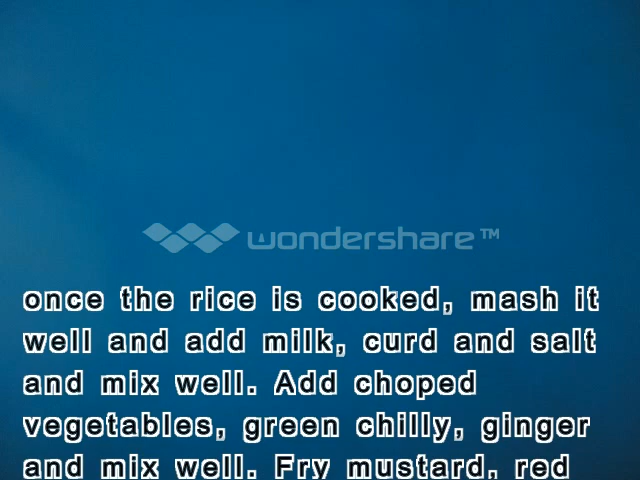 wondershare™
once the rice is cooked, mash it
well and add milk, curd and salt
and mix well. Add choped
vegetables, green chilly, ginger
and mix well. Fry mustard, red